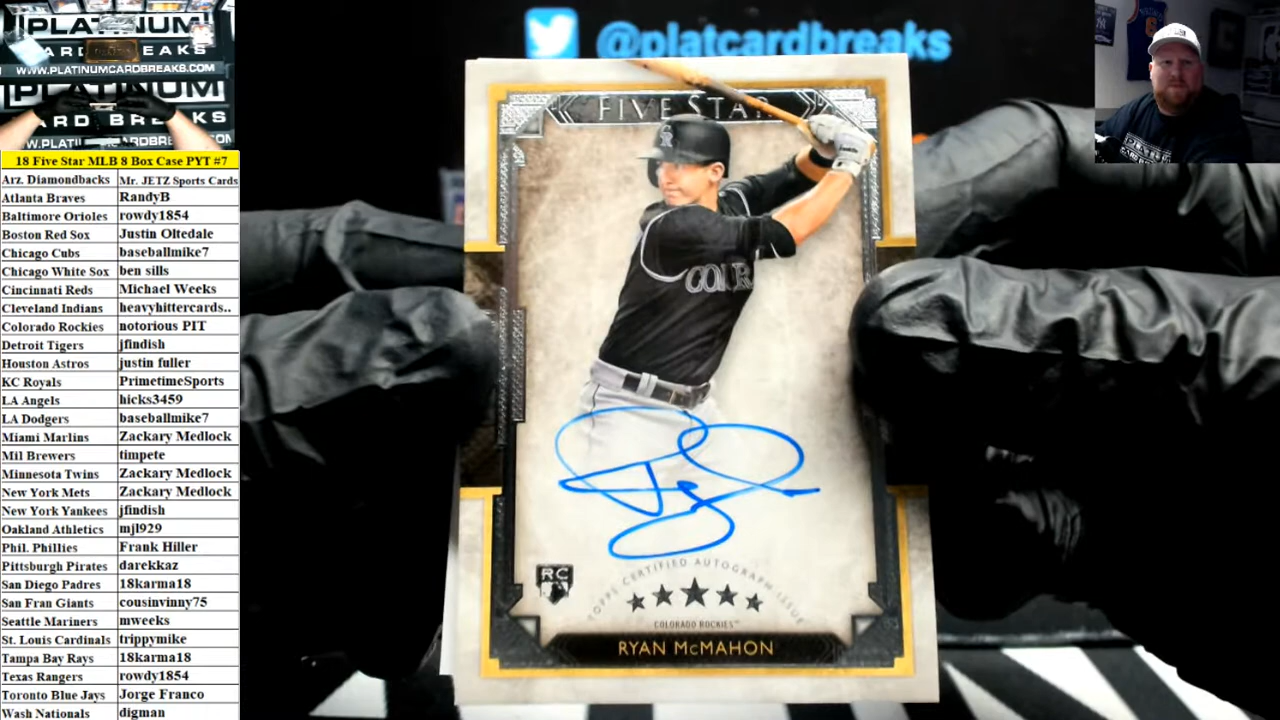 PLATINUM
ARD BREAKS
WWW.PLATINUMCARDBREAKS.COM
PLATINUM
ARD BREAKS
@platcardbreaks
18 Five Star MLB 8 Box Case PYT #7
Arz. Diamondbacks Mr. JETZ Sports Cards
Atlanta Braves RandyB
Baltimore Orioles rowdy1854
Boston Red Sox Justin Oltedale
Chicago Cubs baseballmike7
Chicago White Sox ben sills
Cincinnati Reds Michael Weeks
Cleveland Indians heavyhittercards..
Colorado Rockies notorious PIT
Detroit Tigers jfindish
Houston Astros justin fuller
KC Royals PrimetimeSports
LA Angels hicks3459
LA Dodgers baseballmike7
Miami Marlins Zackary Medlock
Mil Brewers timpete
Minnesota Twins Zackary Medlock
New York Mets Zackary Medlock
New York Yankees jfindish
Oakland Athletics mjl929
Phil. Phillies Frank Hiller
Pittsburgh Pirates darekkaz
San Diego Padres 18karma18
San Fran Giants cousinvinny75
Seattle Mariners mweeks
St. Louis Cardinals trippymike
Tampa Bay Rays 18karma18
Texas Rangers rowdy1854
Toronto Blue Jays Jorge Franco
Wash Nationals digman
FIVE STAR
CR
COLOR
RC
TOPPS CERTIFIED AUTOGRAPH ISSUE
COLORADO ROCKIES™
RYAN McMAHON